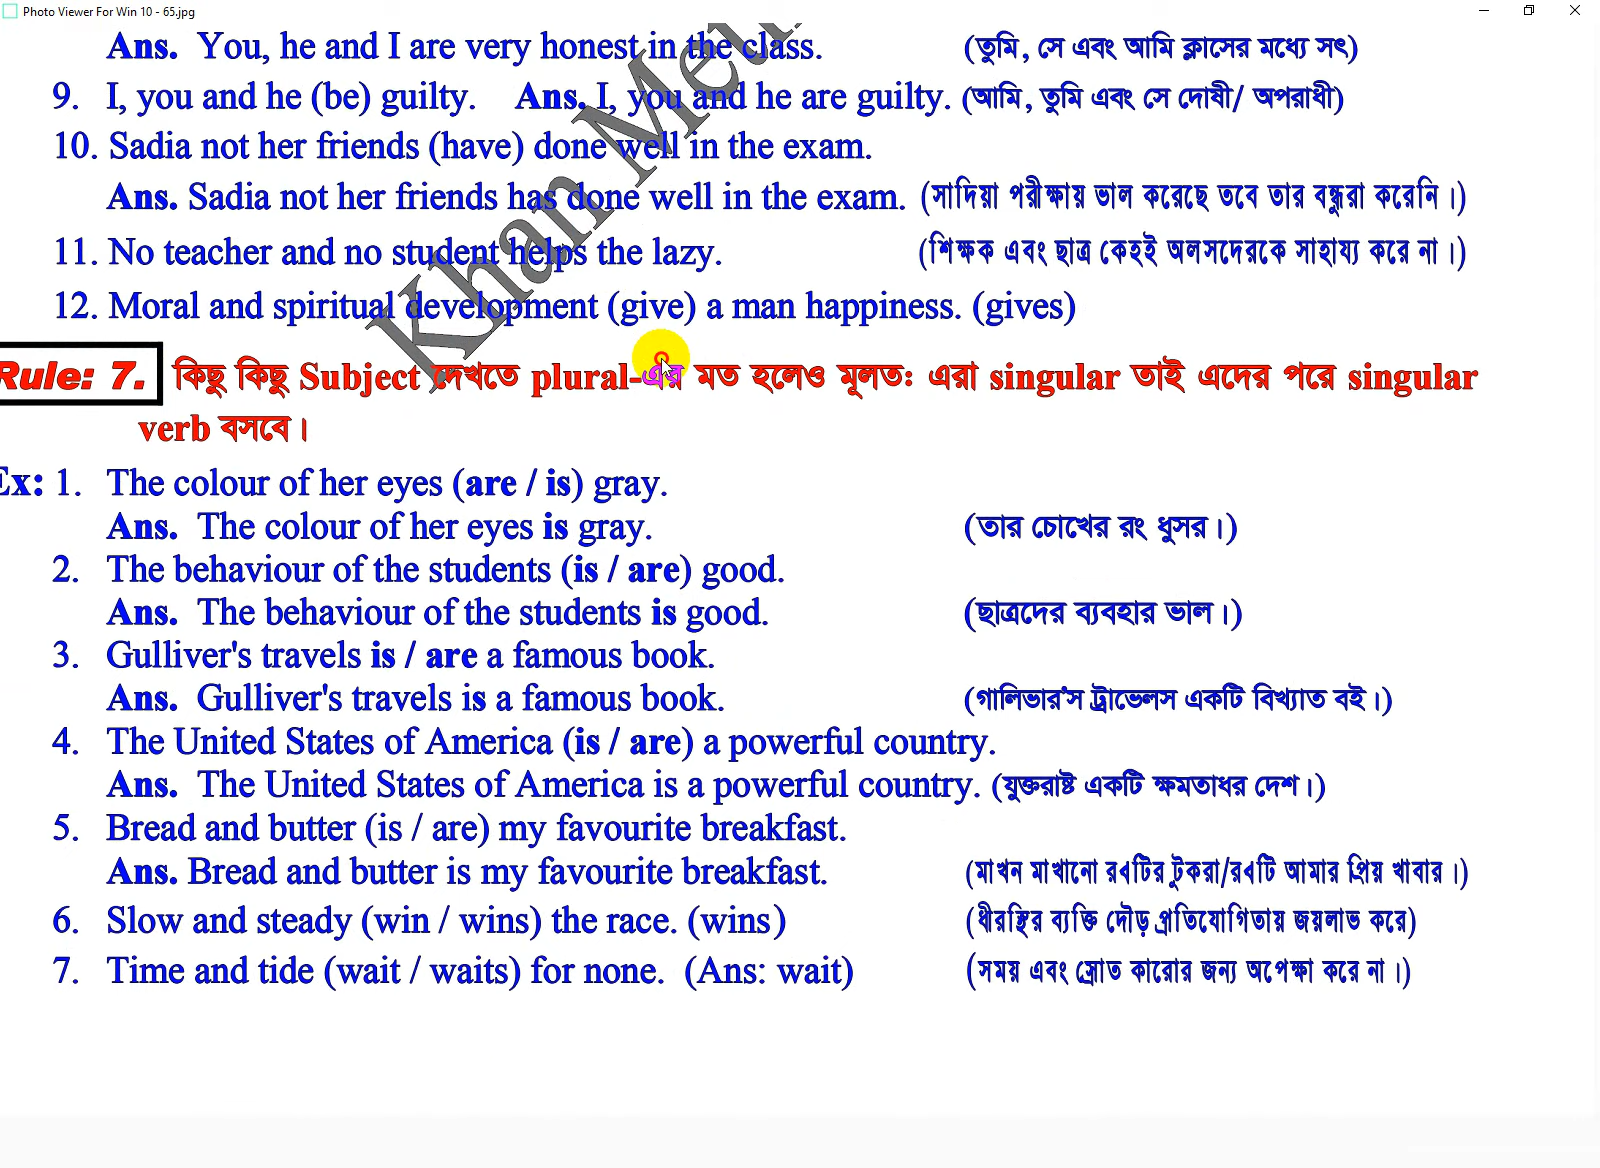 Photo Viewer For Win 10 - 65.jpg
Ans. You, he and I are very honest in the class. (তুমি, সে এবং আমি ক্লাসের মধ্যে সৎ)
9. I, you and he (be) guilty. Ans. I, you and he are guilty. (আমি, তুমি এবং সে দোষী/ অপরাধী)
10. Sadia not her friends (have) done well in the exam.
Ans. Sadia not her friends has done well in the exam. (সাদিয়া পরীক্ষায় ভাল করেছে তবে তার বন্ধুরা করেনি।)
11. No teacher and no student helps the lazy. (শিক্ষক এবং ছাত্র কেহই অলসদেরকে সাহায্য করে না।)
12. Moral and spiritual development (give) a man happiness. (gives)
Rule: 7. কিছু কিছু Subject দেখতে plural-এর মত হলেও মূলতঃ এরা singular তাই এদের পরে singular
verb বসবে।
Ex: 1. The colour of her eyes (are / is) gray.
Ans. The colour of her eyes is gray. (তার চোখের রং ধুসর।)
2. The behaviour of the students (is / are) good.
Ans. The behaviour of the students is good. (ছাত্রদের ব্যবহার ভাল।)
3. Gulliver's travels is / are a famous book.
Ans. Gulliver's travels is a famous book. (গালিভার'স ট্রাভেলস একটি বিখ্যাত বই।)
4. The United States of America (is / are) a powerful country.
Ans. The United States of America is a powerful country. (যুক্তরাষ্ট একটি ক্ষমতাধর দেশ।)
5. Bread and butter (is / are) my favourite breakfast.
Ans. Bread and butter is my favourite breakfast. (মাখন মাখানো রুটির টুকরা/রুটি আমার প্রিয় খাবার।)
6. Slow and steady (win / wins) the race. (wins) (ধীরস্থির ব্যক্তি দৌড় প্রতিযোগিতায় জয়লাভ করে)
7. Time and tide (wait / waits) for none. (Ans: wait) (সময় এবং স্রোত কারোর জন্য অপেক্ষা করে না।)
Khan